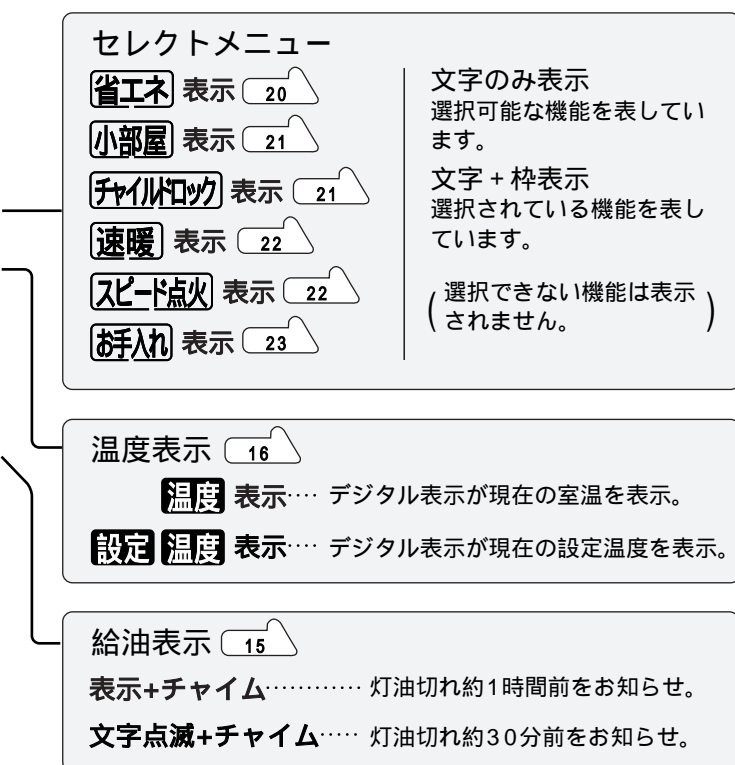 セレクトメニュー
省エネ 表示 20
小部屋 表示 21
チャイルドロック 表示 21
速暖 表示 22
スピード点火 表示 22
お手入れ 表示 23
文字のみ表示
選択可能な機能を表してい
ます。
文字+枠表示
選択されている機能を表し
ています。
(選択できない機能は表示
されません。)
温度表示 16
温度 表示‥‥ デジタル表示が現在の室温を表示。
設定 温度 表示‥‥ デジタル表示が現在の設定温度を表示。
給油表示 15
表示+チャイム‥‥‥‥‥‥ 灯油切れ約1時間前をお知らせ。
文字点滅+チャイム‥‥・ 灯油切れ約30分前をお知らせ。